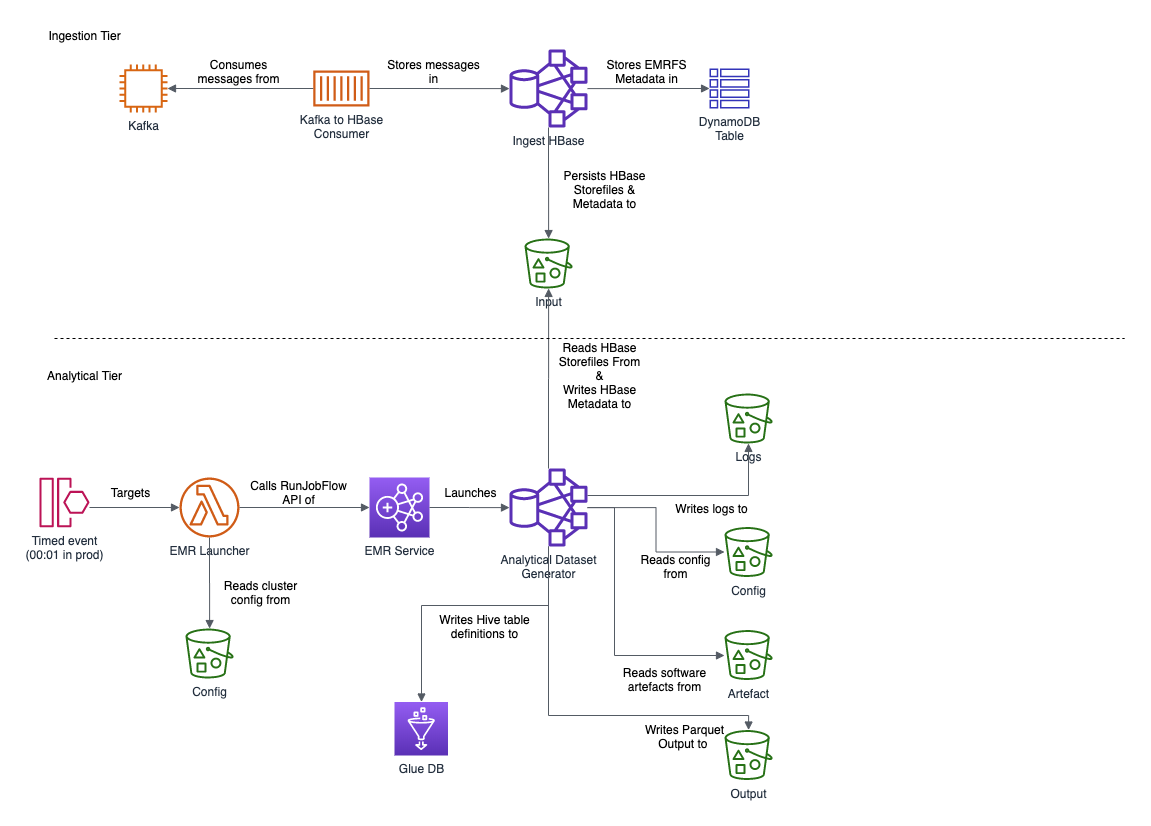 Ingestion Tier
Consumes
messages from
Stores messages
in
Stores EMRFS
Metadata in
Kafka
Kafka to HBase
Consumer
Ingest HBase
DynamoDB
Table
Persists HBase
Storefiles &
Metadata to
Input
Reads HBase
Storefiles From
&
Writes HBase
Metadata to
Analytical Tier
Logs
Targets
Calls RunJobFlow
API of
Launches
Writes logs to
Timed event
(00:01 in prod)
EMR Launcher
EMR Service
Analytical Dataset
Generator
Reads config
from
Config
Reads cluster
config from
Writes Hive table
definitions to
Reads software
artefacts from
Config
Artefact
Writes Parquet
Output to
Glue DB
Output